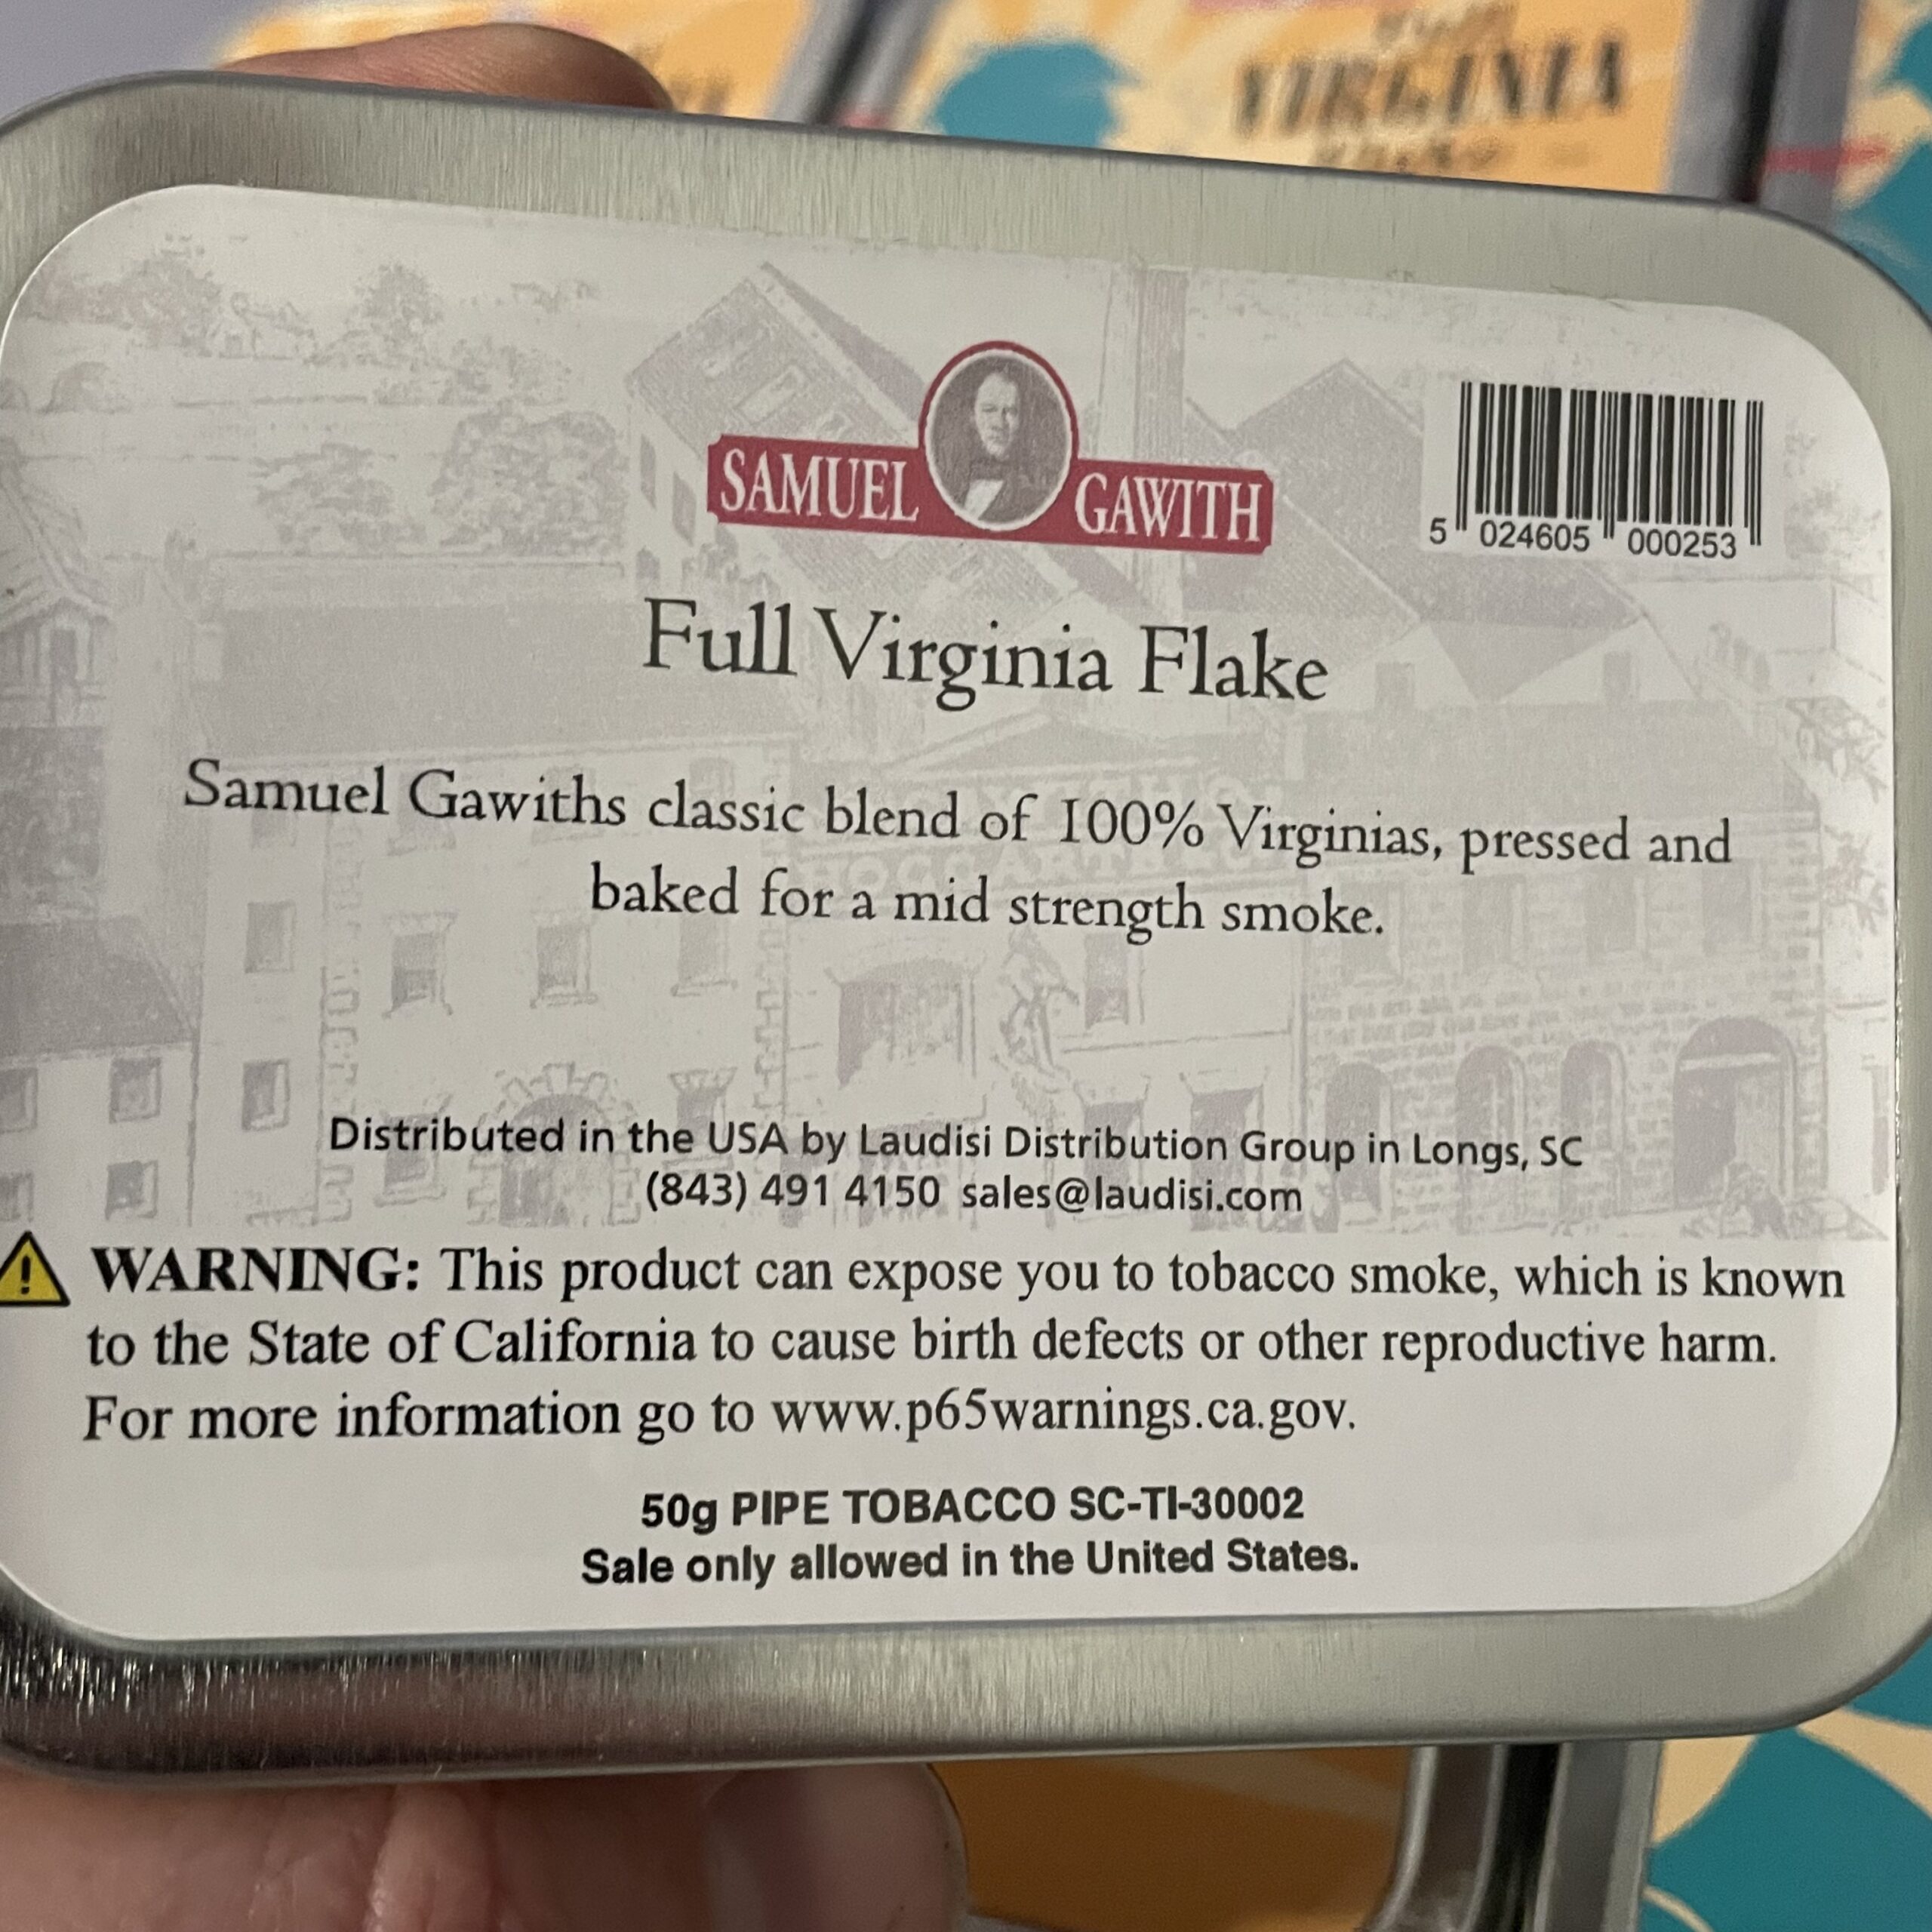 VIRGINIA
SAMUEL GAWITH
5 024605 000253
Full Virginia Flake
Samuel Gawiths classic blend of 100% Virginias, pressed and
baked for a mid strength smoke.
Distributed in the USA by Laudisi Distribution Group in Longs, SC
(843) 491 4150 sales@laudisi.com
WARNING: This product can expose you to tobacco smoke, which is known
to the State of California to cause birth defects or other reproductive harm.
For more information go to www.p65warnings.ca.gov.
50g PIPE TOBACCO SC-TI-30002
Sale only allowed in the United States.